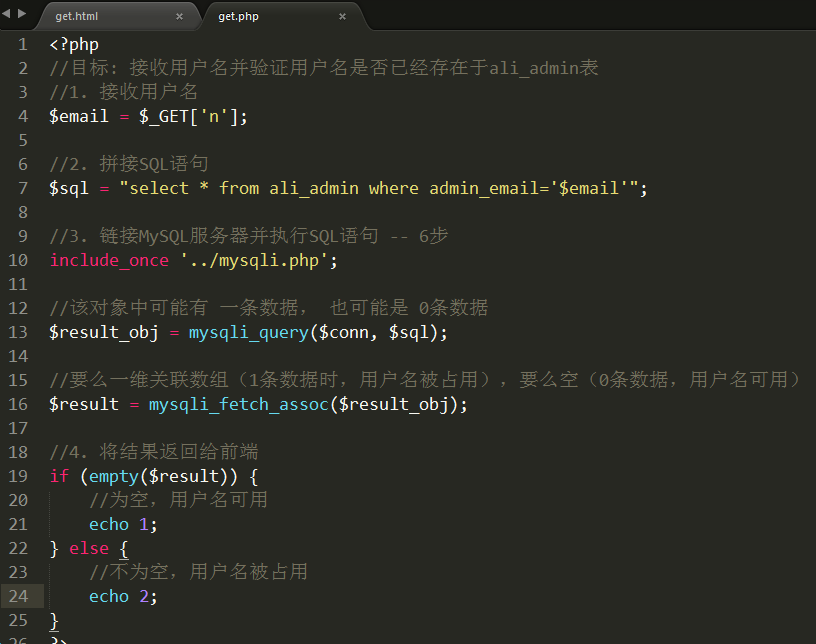 get.html × get.php ×
1 <?php
2 //目标: 接收用户名并验证用户名是否已经存在于ali_admin表
3 //1. 接收用户名
4 $email = $_GET['n'];
5
6 //2. 拼接SQL语句
7 $sql = "select * from ali_admin where admin_email='$email'";
8
9 //3. 链接MySQL服务器并执行SQL语句 -- 6步
10 include_once '../mysqli.php';
11
12 //该对象中可能有 一条数据， 也可能是 0条数据
13 $result_obj = mysqli_query($conn, $sql);
14
15 //要么一维关联数组（1条数据时，用户名被占用），要么空（0条数据，用户名可用）
16 $result = mysqli_fetch_assoc($result_obj);
17
18 //4. 将结果返回给前端
19 if (empty($result)) {
20 //为空，用户名可用
21 echo 1;
22 } else {
23 //不为空，用户名被占用
24 echo 2;
25 }
26 ?>